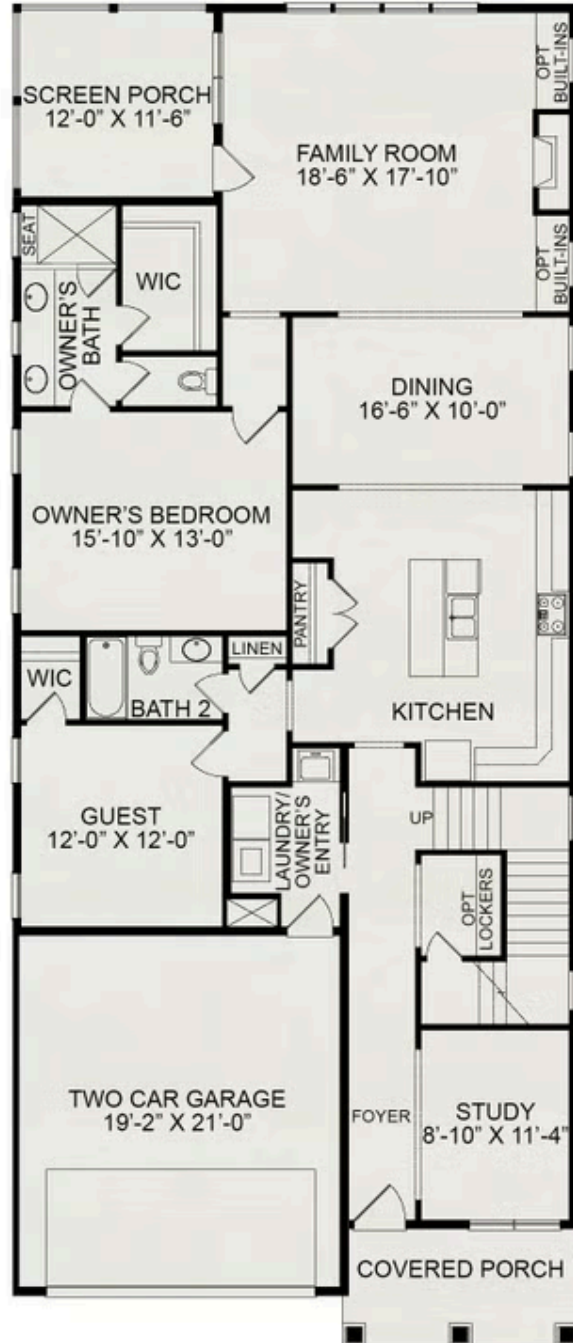 SCREEN PORCH
12'-0" X 11'-6"
FAMILY ROOM
18'-6" X 17'-10"
OPT
BUILT-INS
OPT
BUILT-INS
SEAT
WIC
OWNER'S
BATH
DINING
16'-6" X 10'-0"
OWNER'S BEDROOM
15'-10" X 13'-0"
PANTRY
LINEN
WIC
BATH 2
KITCHEN
GUEST
12'-0" X 12'-0"
LAUNDRY/
OWNER'S
ENTRY
UP
OPT
LOCKERS
TWO CAR GARAGE
19'-2" X 21'-0"
FOYER
STUDY
8'-10" X 11'-4"
COVERED PORCH